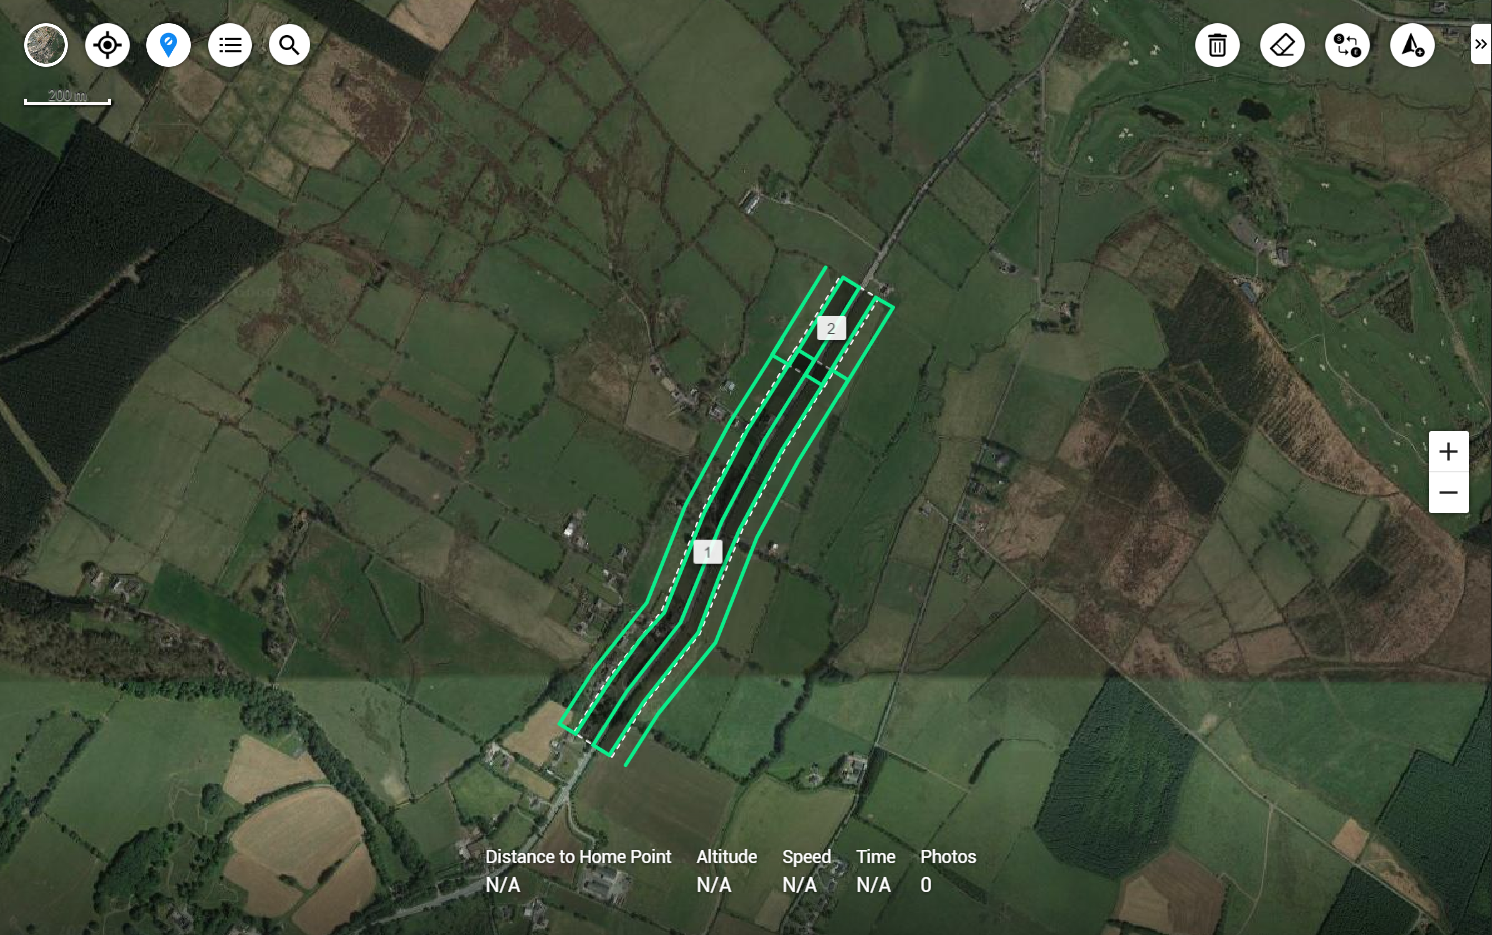 200 m
2
1
Distance to Home Point Altitude Speed Time Photos
N/A N/A N/A N/A 0